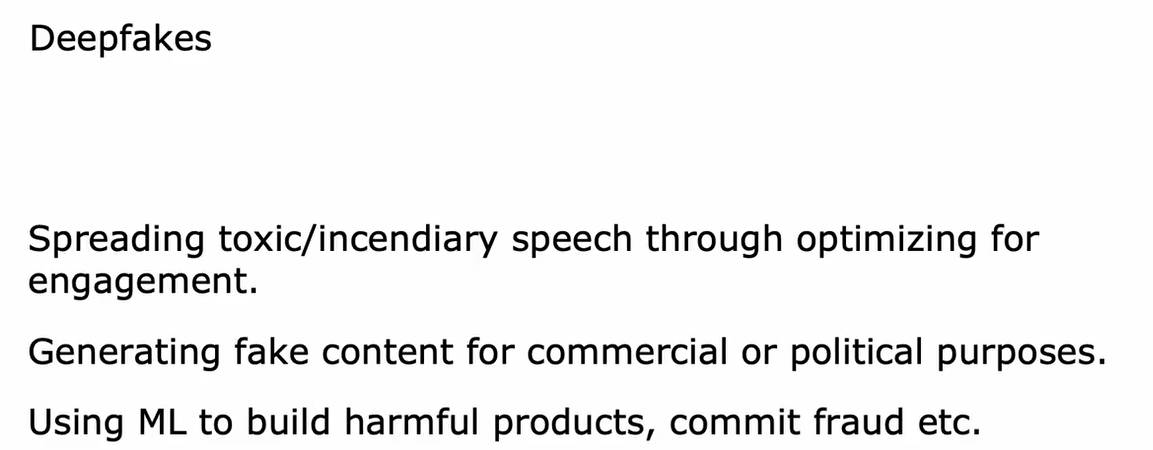 Deepfakes
Spreading toxic/incendiary speech through optimizing for
engagement.
Generating fake content for commercial or political purposes.
Using ML to build harmful products, commit fraud etc.